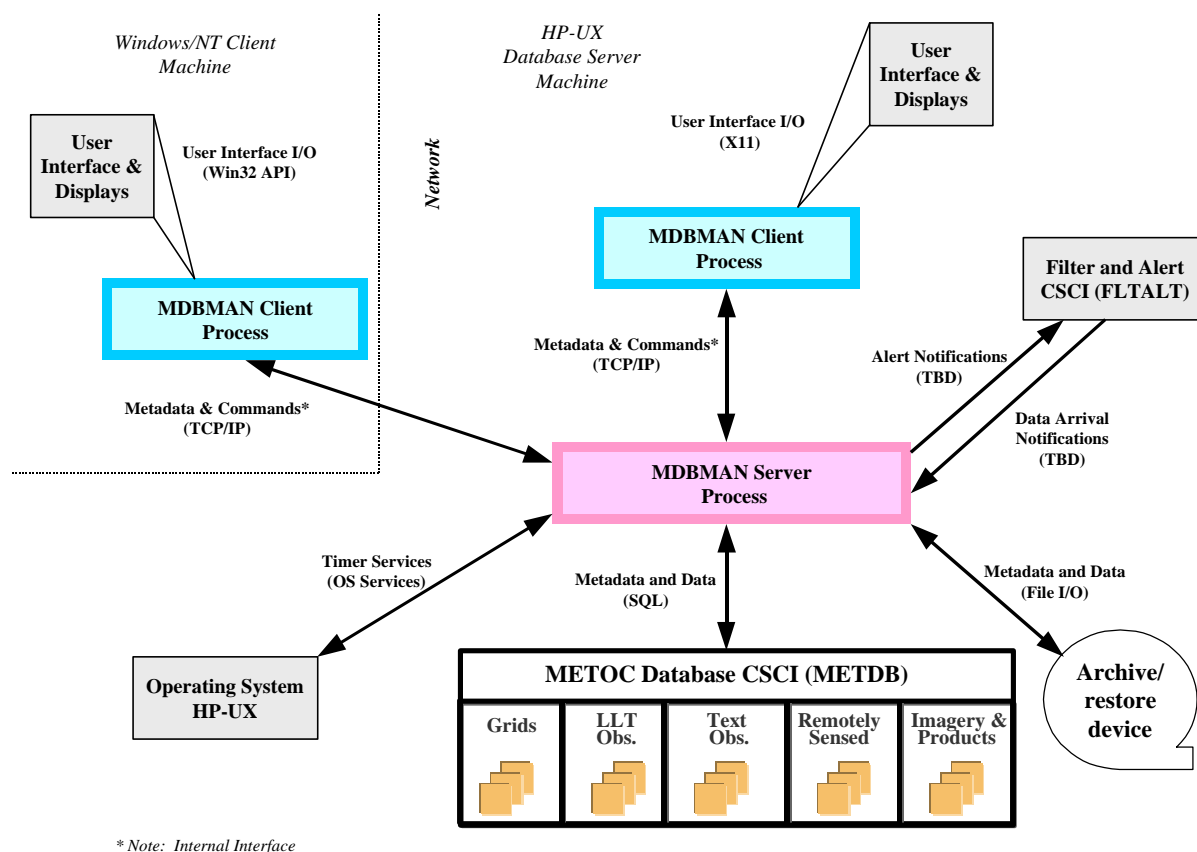 Windows/NT Client
Machine
HP-UX
Database Server
Machine
User
Interface &
Displays
User Interface I/O
(X11)
User
Interface &
Displays
User Interface I/O
(Win32 API)
Network
MDBMAN Client
Process
Filter and Alert
CSCI (FLTALT)
MDBMAN Client
Process
Metadata & Commands*
(TCP/IP)
Alert Notifications
(TBD)
Metadata & Commands*
(TCP/IP)
Data Arrival
Notifications
(TBD)
MDBMAN Server
Process
Timer Services
(OS Services)
Metadata and Data
(SQL)
Metadata and Data
(File I/O)
Operating System
HP-UX
METOC Database CSCI (METDB)
Archive/
restore
device
Grids
LLT
Obs.
Text
Obs.
Remotely
Sensed
Imagery &
Products
* Note: Internal Interface